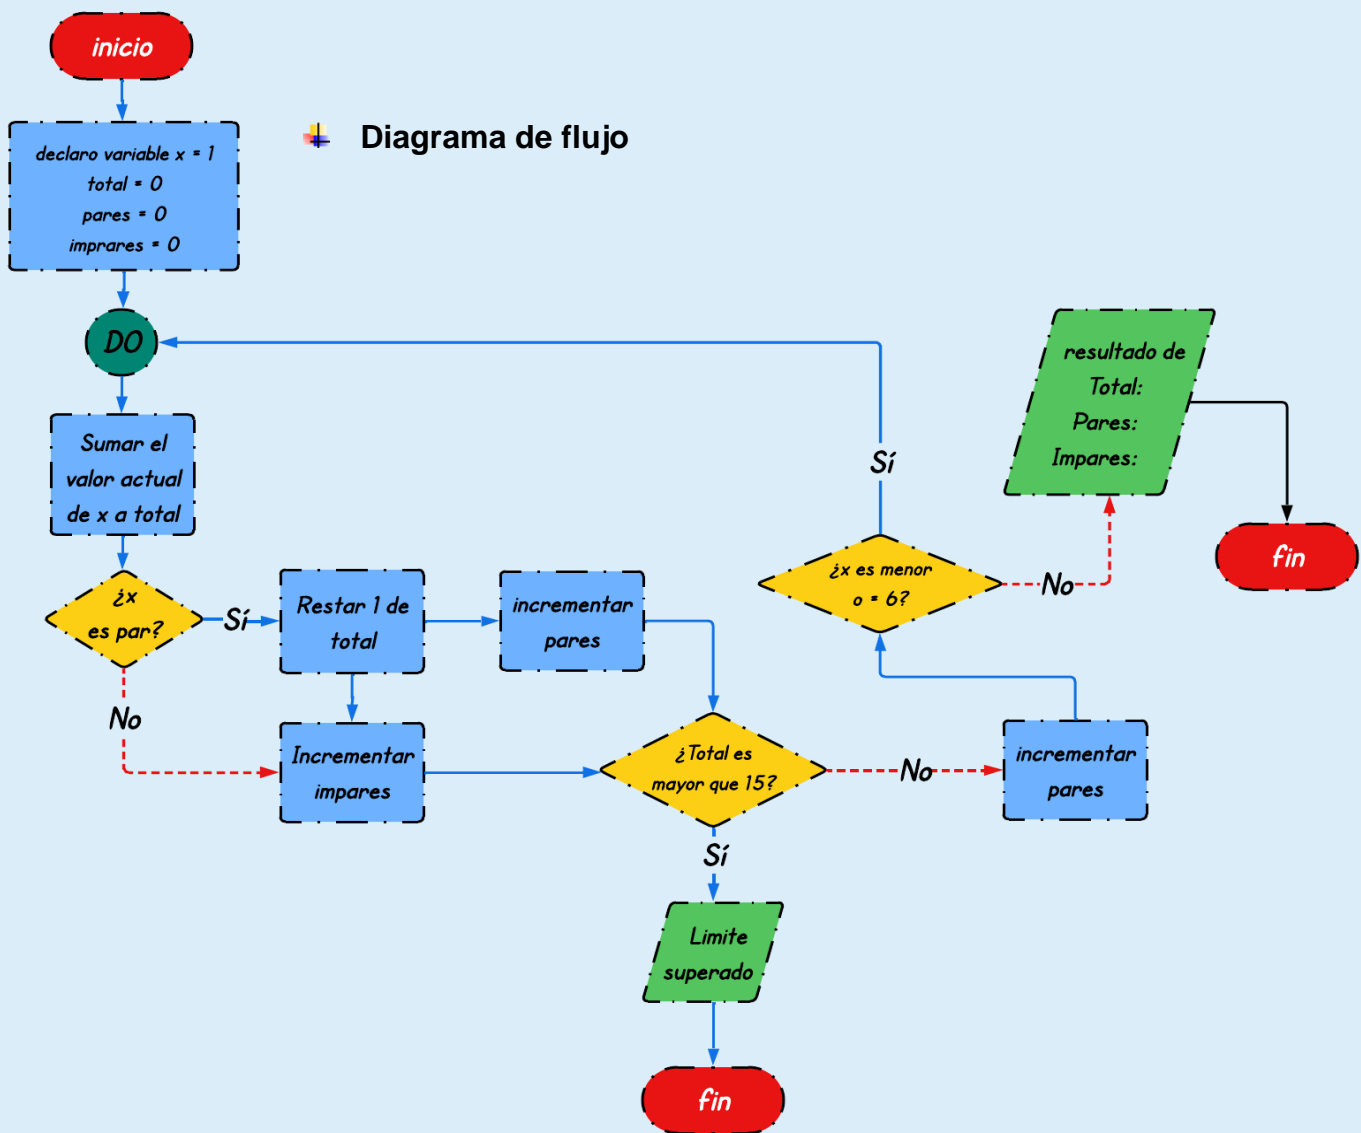 inicio
Diagrama de flujo
declaro variable x = 1
total = 0
pares = 0
imprares = 0
DO
Sumar el
valor actual
de x a total
¿x
es par?
Sí
No
Restar 1 de
total
incrementar
pares
Incrementar
impares
¿Total es
mayor que 15?
No
incrementar
pares
Sí
Limite
superado
fin
¿x es menor
o = 6?
Sí
No
resultado de
Total:
Pares:
Impares:
fin